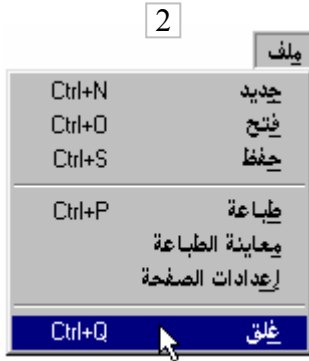 2
ملف
جديد Ctrl+N
فتح Ctrl+O
حفظ Ctrl+S
طباعة Ctrl+P
معاينة الطباعة
إعدادات الصفحة
غلق Ctrl+Q